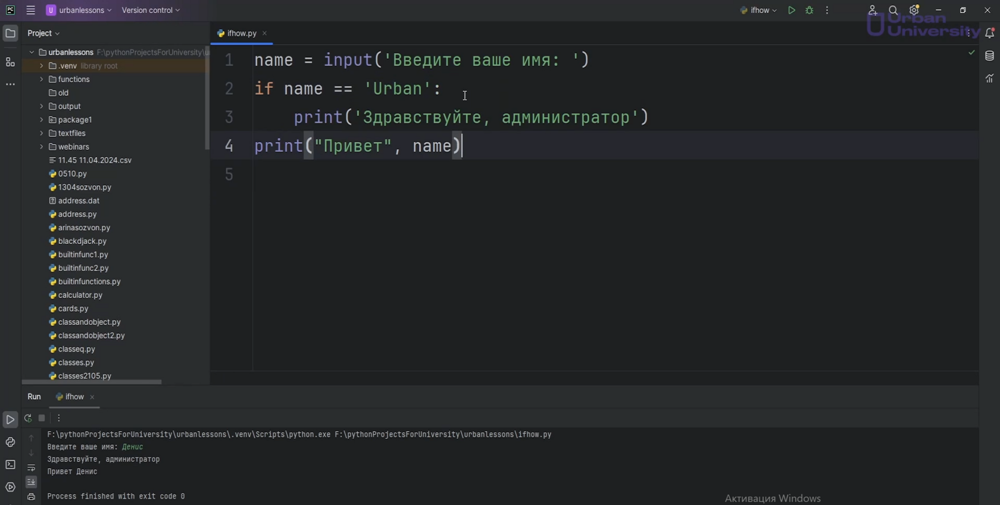 urbanlessons
Version control
ifhow
Urban
University
Project
ifhow.py
urbanlessons F:\pythonProjectsForUniversity\u
.venv library root
functions
old
output
package1
textfiles
webinars
11.45 11.04.2024.csv
0510.py
1304sozvon.py
address.dat
address.py
arinasozvon.py
blackdjack.py
builtinfunc1.py
builtinfunc2.py
builtinfunctions.py
calculator.py
cards.py
classandobject.py
classandobject2.py
classeq.py
classes.py
classes2105.py
1 name = input('Введите ваше имя: ')
2 if name == 'Urban':
3 print('Здравствуйте, администратор')
4 print("Привет", name)
5
Run
ifhow
F:\pythonProjectsForUniversity\urbanlessons\.venv\Scripts\python.exe F:\pythonProjectsForUniversity\urbanlessons\ifhow.py
Введите ваше имя: Денис
Здравствуйте, администратор
Привет Денис
Process finished with exit code 0
Активация Windows